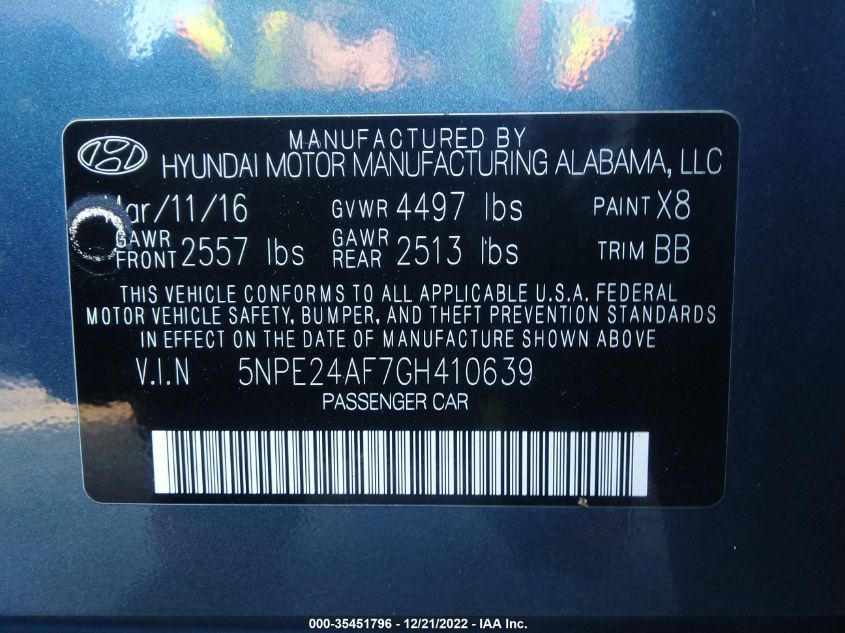 MANUFACTURED BY
HYUNDAI MOTOR MANUFACTURING ALABAMA, LLC
Mar/11/16 GVWR 4497 lbs PAINT X8
GAWR FRONT 2557 lbs GAWR REAR 2513 lbs TRIM BB
THIS VEHICLE CONFORMS TO ALL APPLICABLE U.S.A. FEDERAL
MOTOR VEHICLE SAFETY, BUMPER, AND THEFT PREVENTION STANDARDS
IN EFFECT ON THE DATE OF MANUFACTURE SHOWN ABOVE
V.I.N 5NPE24AF7GH410639
PASSENGER CAR
000-35451796 - 12/21/2022 - IAA Inc.